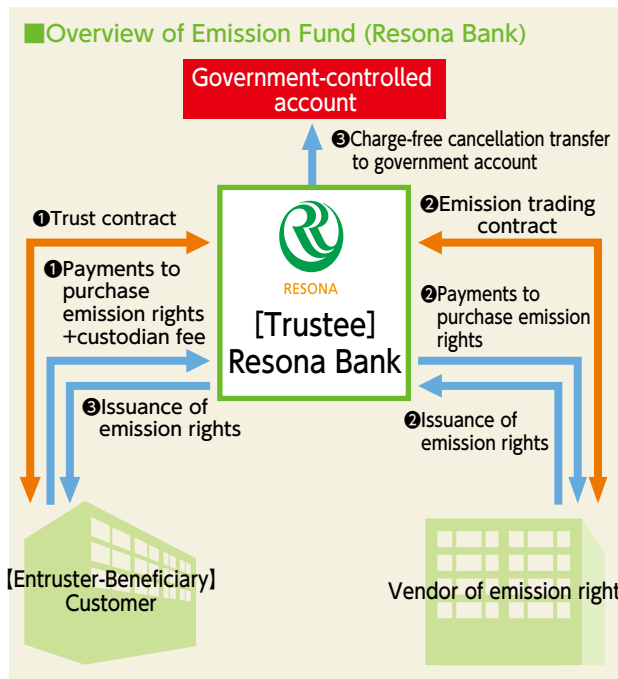 ■Overview of Emission Fund (Resona Bank)
Government-controlled
account
❸Charge-free cancellation transfer
to government account
❶Trust contract
❷Emission trading
contract
❶Payments to
purchase
emission rights
+custodian fee
RESONA
[Trustee]
Resona Bank
❷Payments to
purchase emission
rights
❸Issuance of
emission rights
❷Issuance of
emission rights
【Entruster-Beneficiary】
Customer
Vendor of emission right